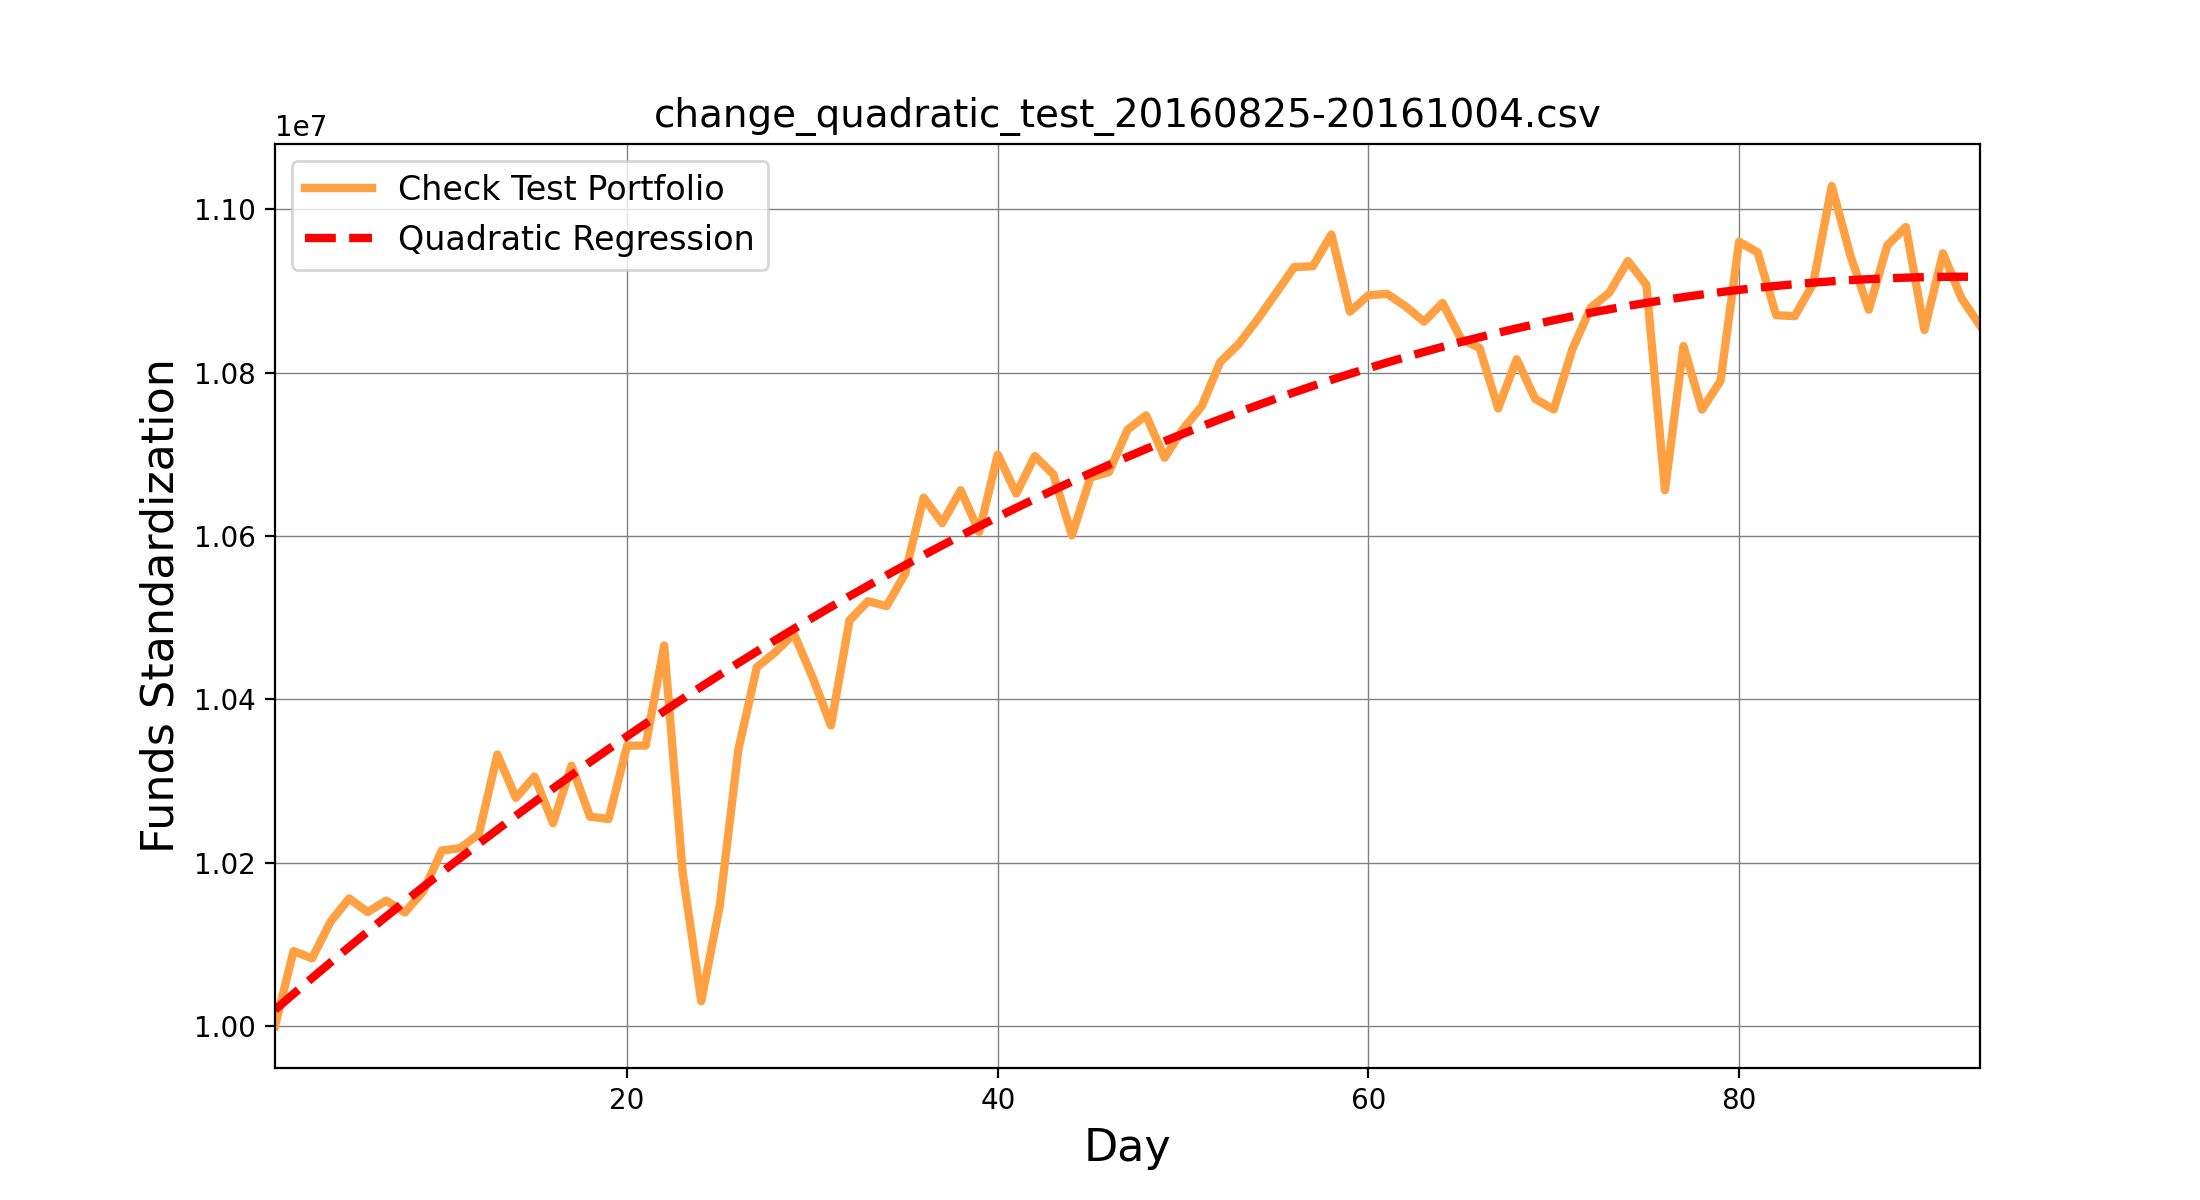 change_quadratic_test_20160825-20161004.csv
1e7
Check Test Portfolio
Quadratic Regression
1.10
1.08
1.06
1.04
1.02
1.00
Funds Standardization
20 40 60 80
Day